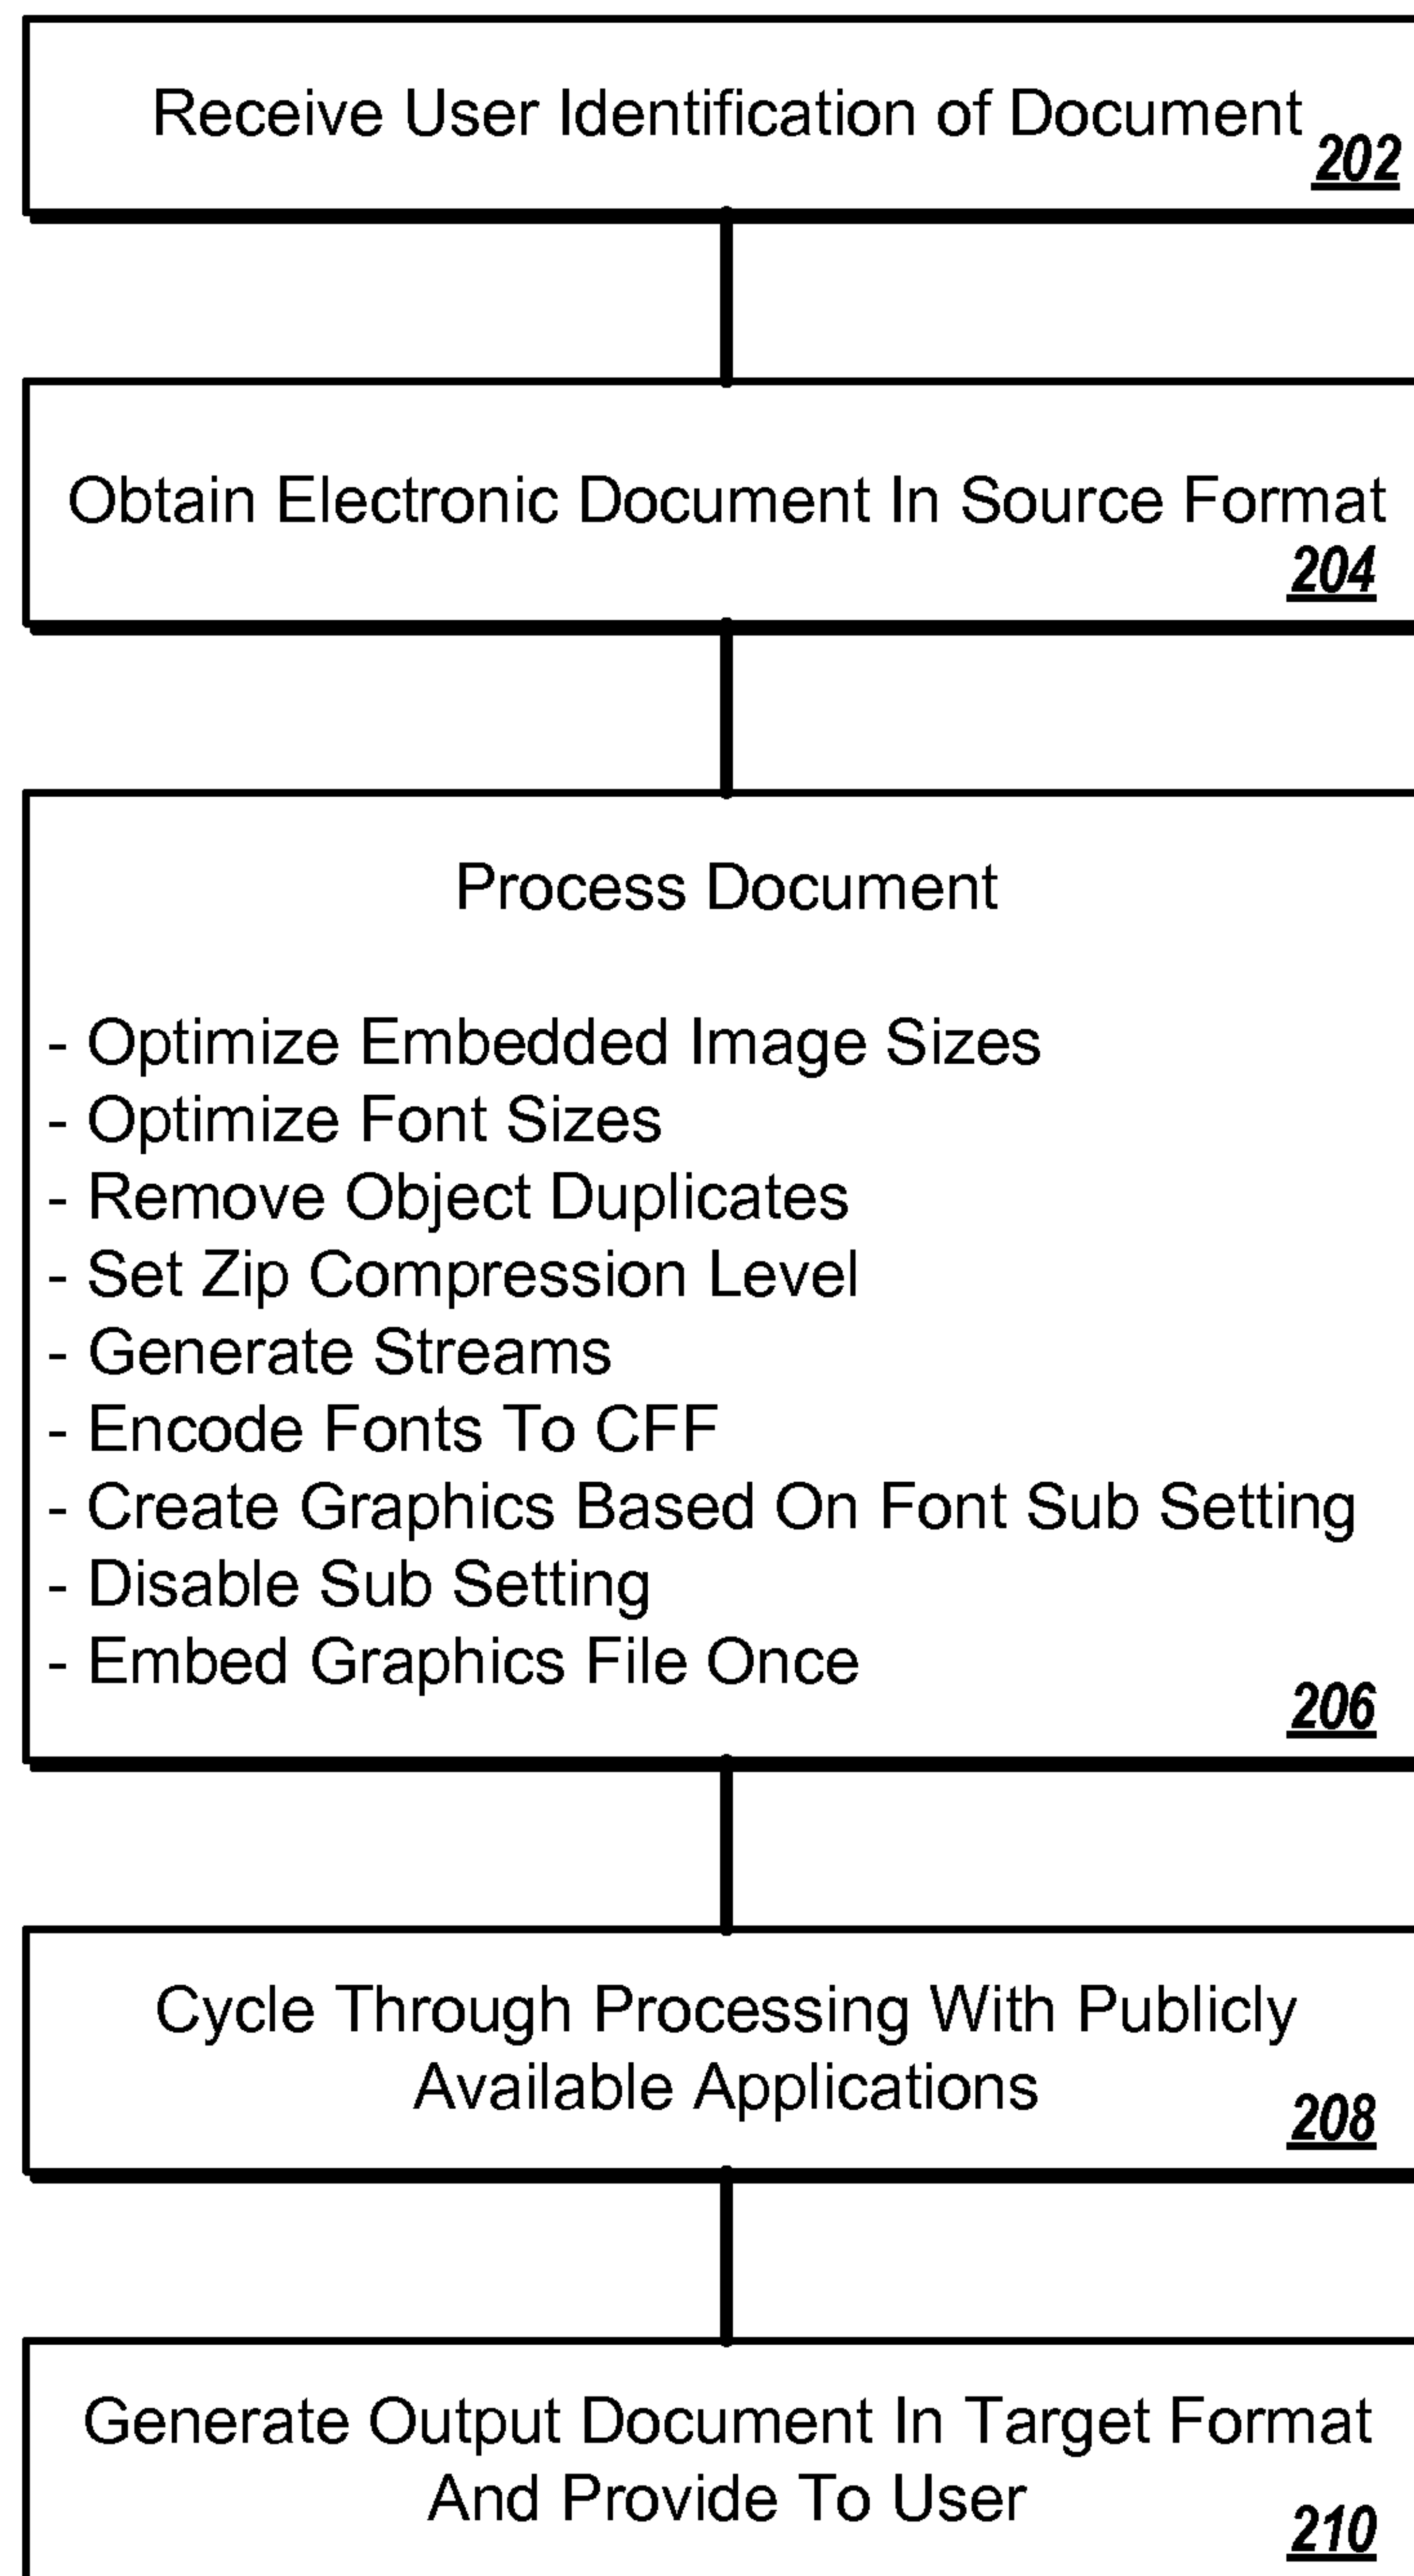 Receive User Identification of Document
202
Obtain Electronic Document In Source Format
204
Process Document
- Optimize Embedded Image Sizes
- Optimize Font Sizes
- Remove Object Duplicates
- Set Zip Compression Level
- Generate Streams
- Encode Fonts To CFF
- Create Graphics Based On Font Sub Setting
- Disable Sub Setting
- Embed Graphics File Once
206
Cycle Through Processing With Publicly
Available Applications
208
Generate Output Document In Target Format
And Provide To User
210